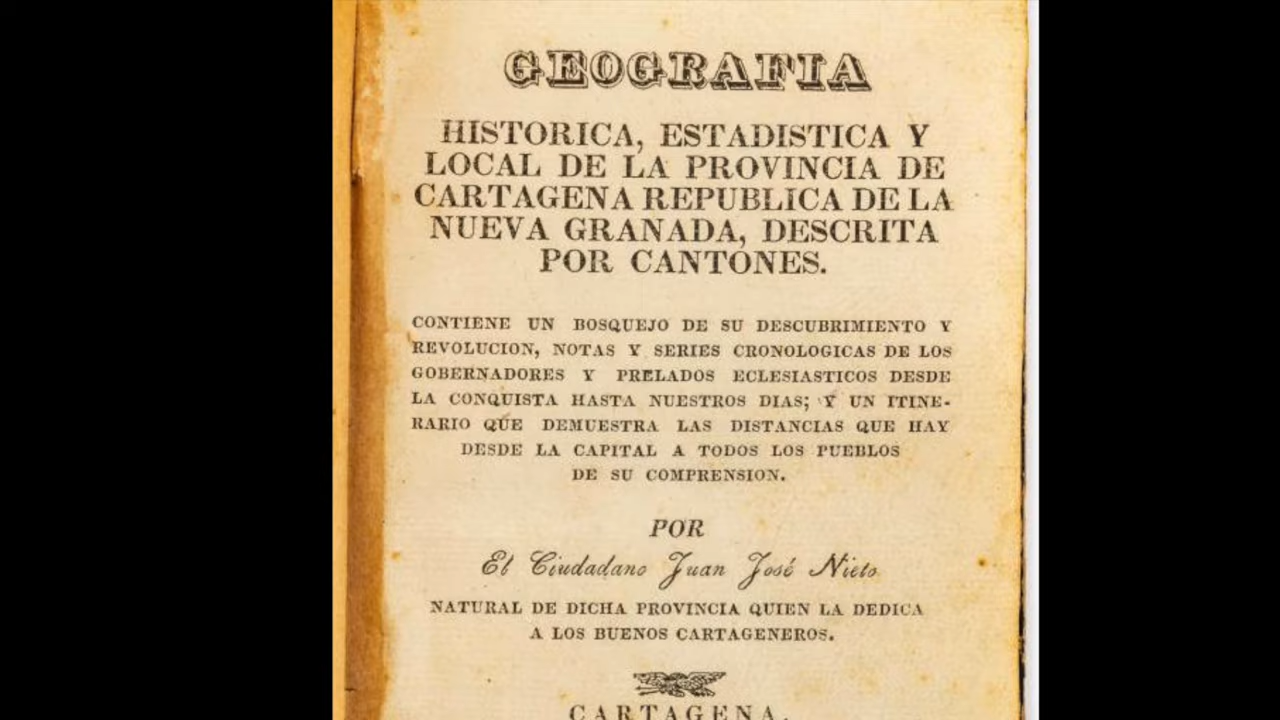 GEOGRAFIA
HISTORICA, ESTADISTICA Y
LOCAL DE LA PROVINCIA DE
CARTAGENA REPUBLICA DE LA
NUEVA GRANADA, DESCRITA
POR CANTONES.
CONTIENE UN BOSQUEJO DE SU DESCUBRIMIENTO Y
REVOLUCION, NOTAS Y SERIES CRONOLOGICAS DE LOS
GOBERNADORES Y PRELADOS ECLESIASTICOS DESDE
LA CONQUISTA HASTA NUESTROS DIAS; Y UN ITINE-
RARIO QUE DEMUESTRA LAS DISTANCIAS QUE HAY
DESDE LA CAPITAL A TODOS LOS PUEBLOS
DE SU COMPRENSION.
POR
El Ciudadano Juan José Nieto
NATURAL DE DICHA PROVINCIA QUIEN LA DEDICA
A LOS BUENOS CARTAGENEROS.
CARTAGENA.